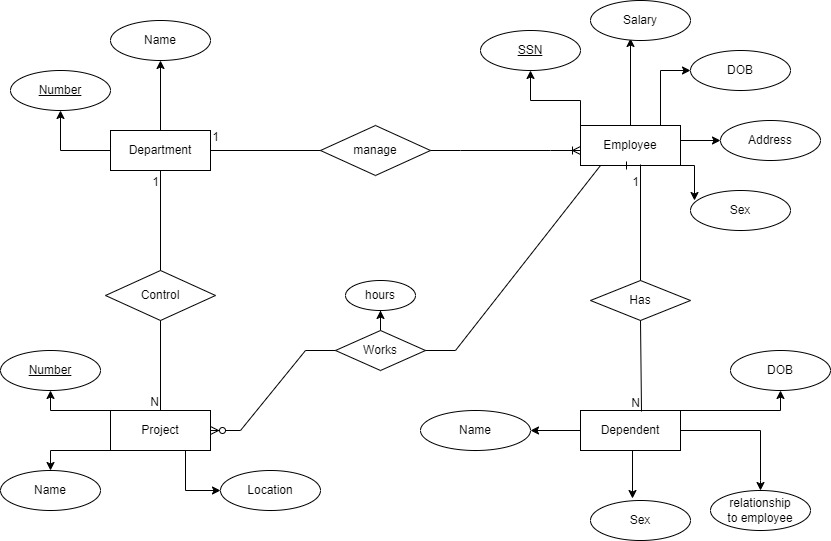 Salary
Name
SSN
DOB
Number
1
Department
manage
Employee
Address
1
1
Sex
Control
hours
Has
Works
Number
DOB
N
N
Project
Name
Dependent
Name
Location
relationship
to employee
Sex